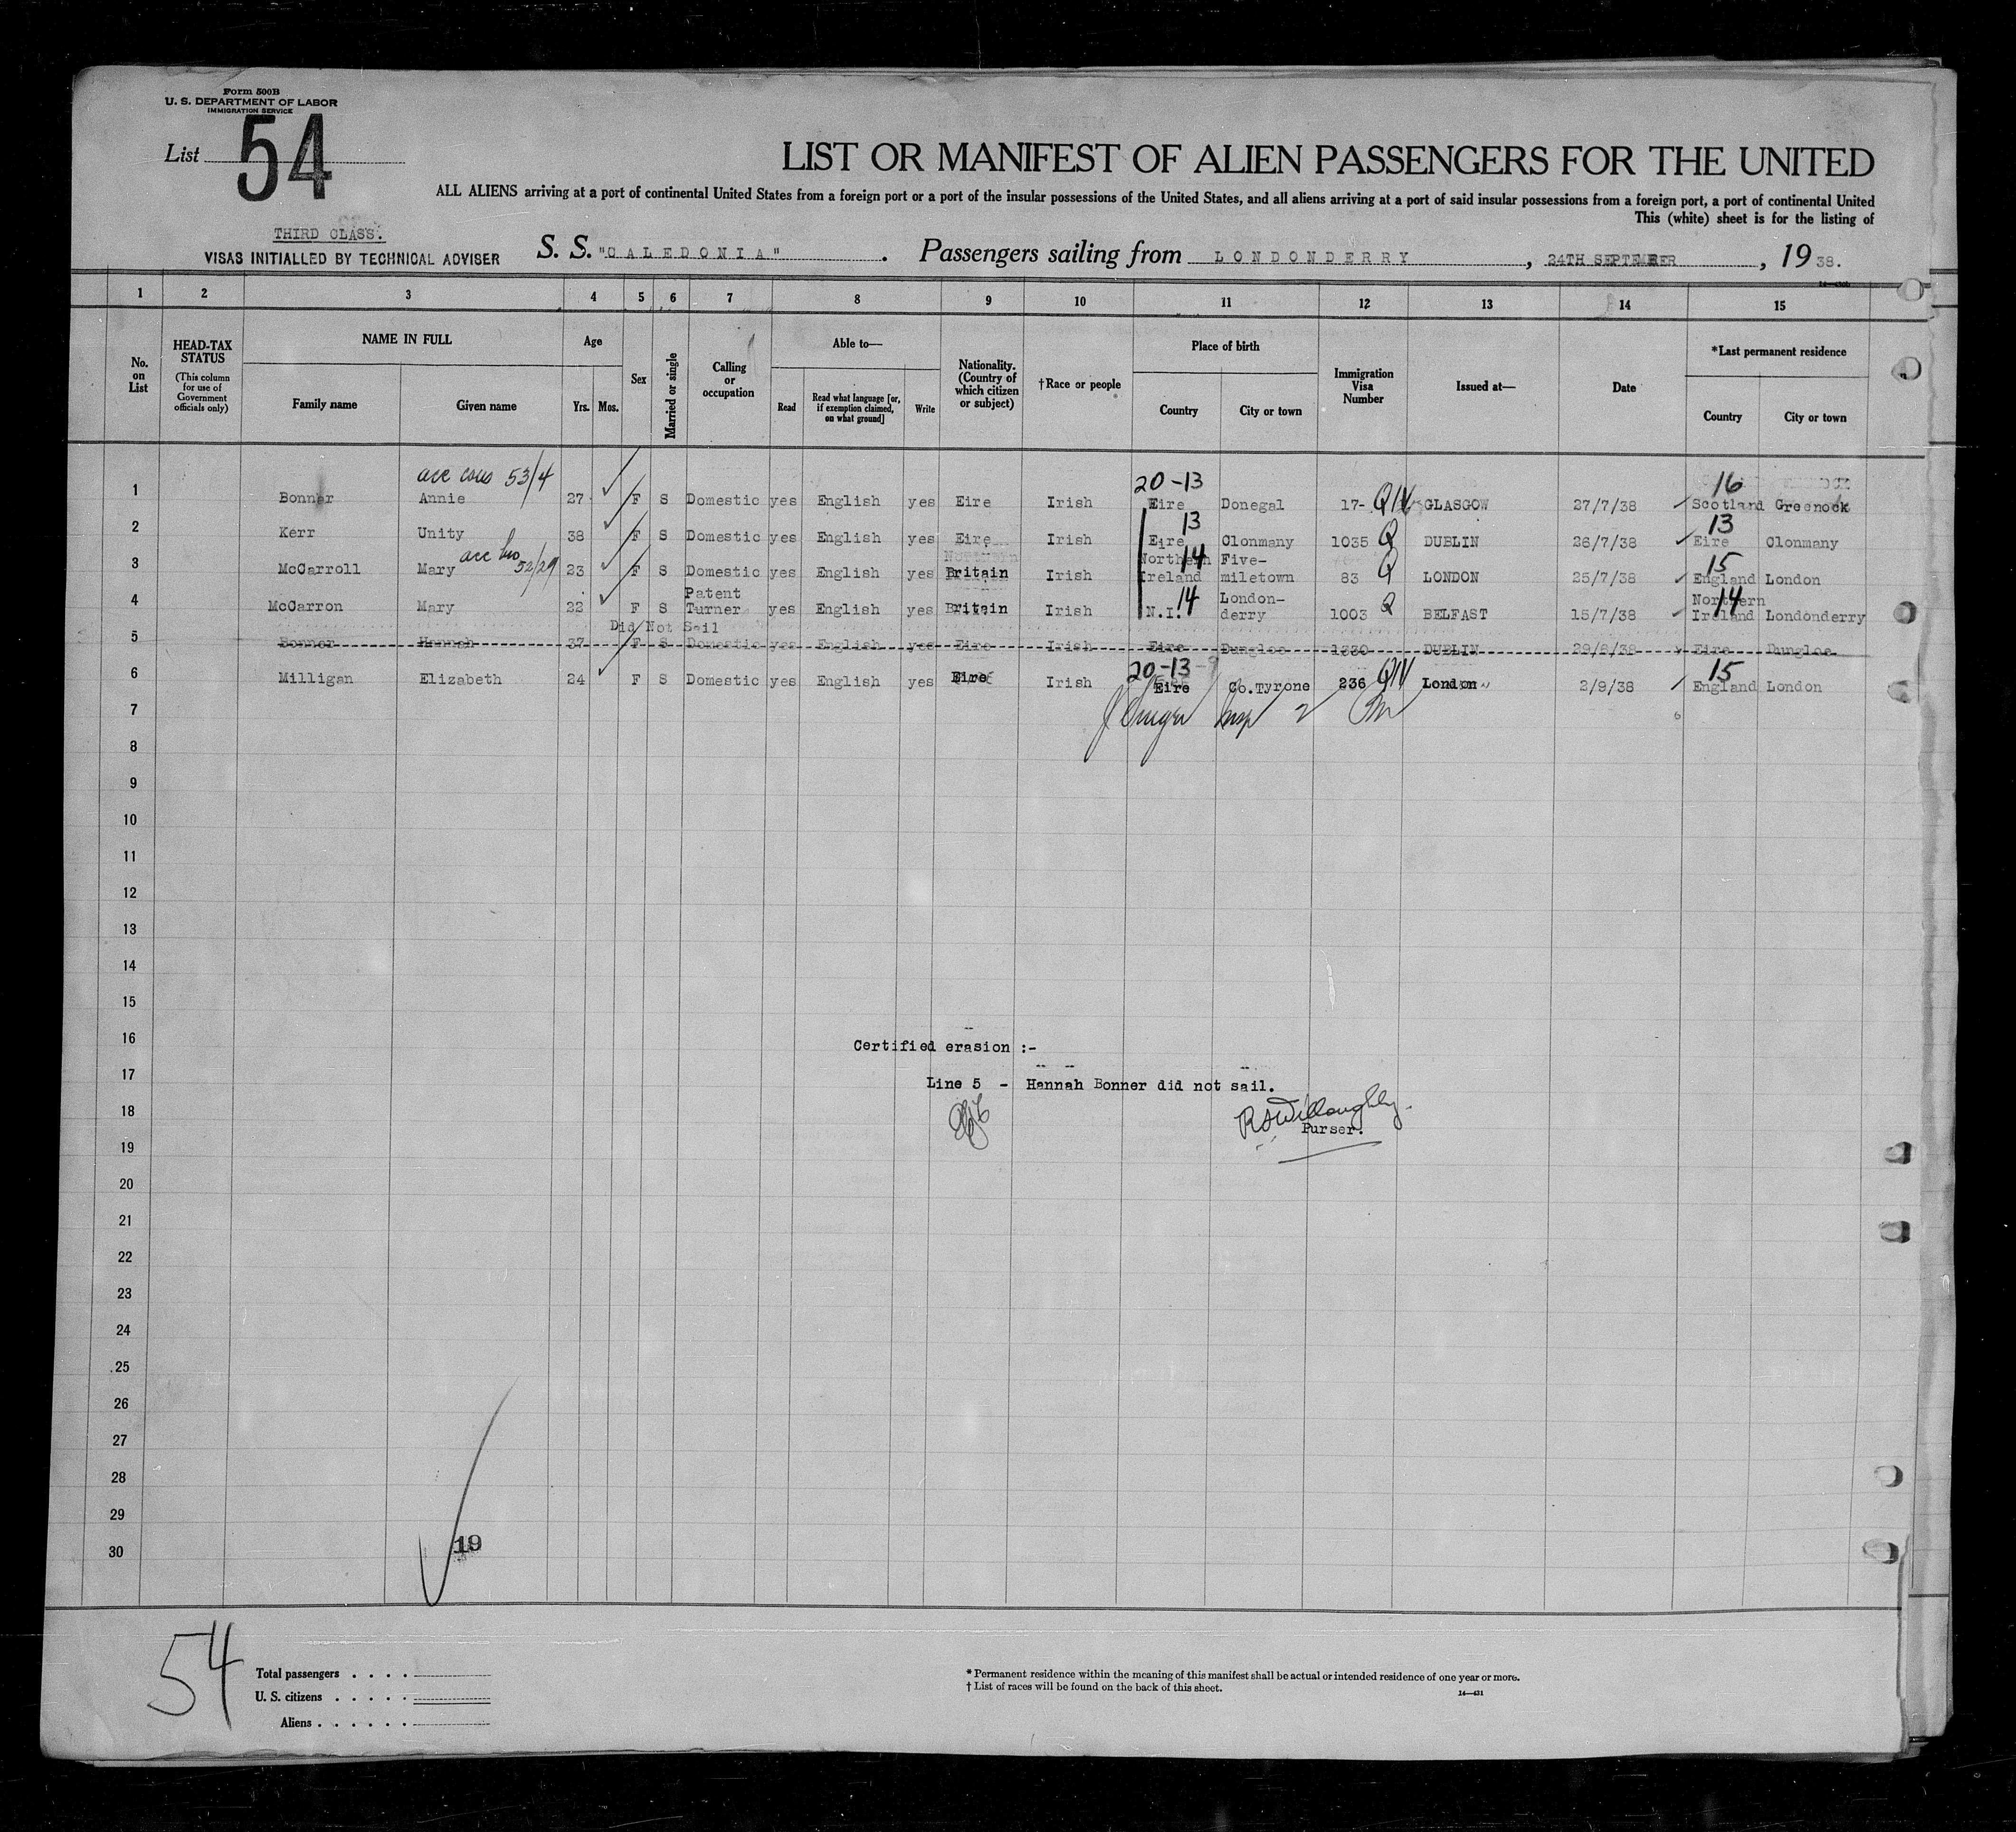 Form 500B
U. S. DEPARTMENT OF LABOR
IMMIGRATION SERVICE
List 54
LIST OR MANIFEST OF ALIEN PASSENGERS FOR THE UNITED
ALL ALIENS arriving at a port of continental United States from a foreign port or a port of the insular possessions of the United States, and all aliens arriving at a port of said insular possessions from a foreign port, a port of continental United
This (white) sheet is for the listing of
THIRD CLASS.
VISAS INITIALLED BY TECHNICAL ADVISER
S. S. "CALEDONIA" . Passengers sailing from LONDONDERRY , 24TH SEPTEMBER , 19 38.
1 2 3 4 5 6 7 8 9 10 11 12 13 14 15
No. on List
HEAD-TAX STATUS (This column for use of Government officials only)
NAME IN FULL
Family name Given name
Age
Yrs. Mos.
Sex
Married or single
Calling or occupation
Able to—
Read Read what language [or, if exemption claimed, on what ground] Write
Nationality. (Country of which citizen or subject)
†Race or people
Place of birth
Country City or town
Immigration Visa Number
Issued at—
Date
*Last permanent residence
Country City or town
53/4 20-13 16
1 Bonner Annie 27 F S Domestic yes English yes Eire Irish Eire Donegal 17- QIV GLASGOW 27/7/38 Scotland Greenock
13 13
2 Kerr Unity 38 F S Domestic yes English yes Eire Irish Eire Clonmany 1035 Q DUBLIN 26/7/38 Eire Clonmany
52/29 14 15
3 McCarroll Mary 23 F S Domestic yes English yes Britain Irish Northern Ireland Five-miletown 83 Q LONDON 25/7/38 England London
14 14
4 McCarron Mary 22 F S Patent Turner yes English yes Britain Irish N.I. London-derry 1003 Q BELFAST 15/7/38 Northern Ireland Londonderry
Did Not Sail
5 Bonner Hannah 37 F S Domestic yes English yes Eire Irish Eire Dungloe 1330 DUBLIN 29/8/38 Eire Dungloe
20-13 15
6 Milligan Elizabeth 24 F S Domestic yes English yes Eire Irish Eire Co.Tyrone 236 QIV London 2/9/38 England London
7
8
9
10
11
12
13
14
15
16 Certified erasion :-
17 Line 5 - Hannah Bonner did not sail.
18 R S Willoughby.
Purser.
19
20
21
22
23
24
25
26
27
28
29
19
30
54
Total passengers . . . .
U. S. citizens . . . . .
Aliens . . . . . .
* Permanent residence within the meaning of this manifest shall be actual or intended residence of one year or more.
† List of races will be found on the back of this sheet.
14—431